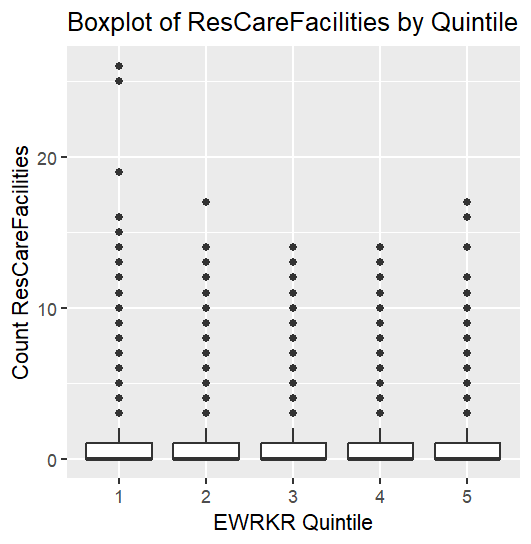 Boxplot of ResCareFacilities by Quintile
Count ResCareFacilities
20
10
0
1 2 3 4 5
EWRKR Quintile